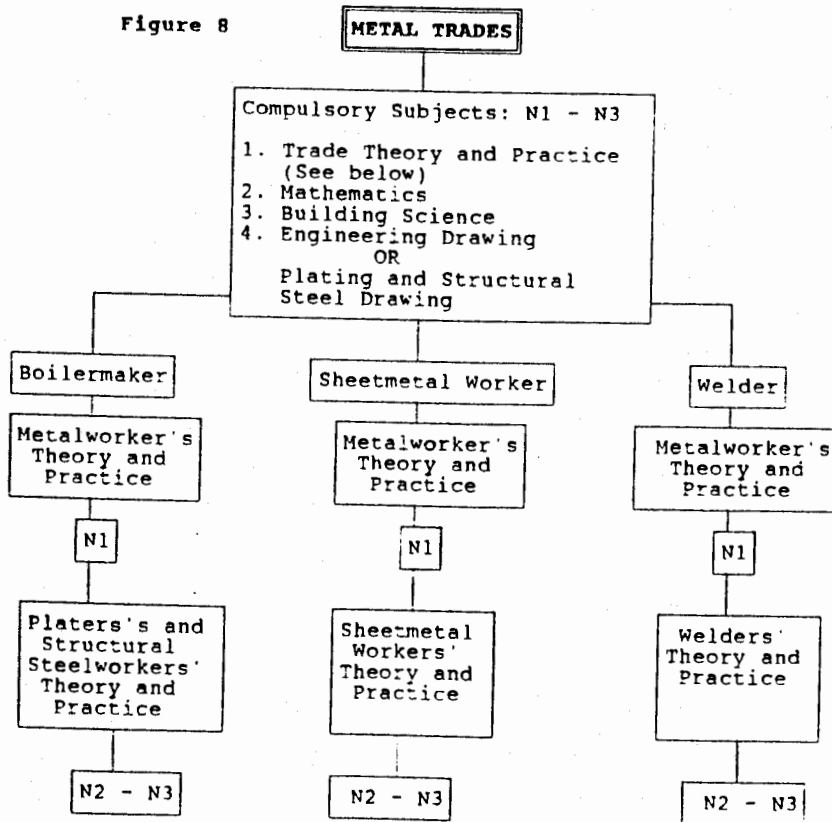 Figure 8
METAL TRADES
Compulsory Subjects: N1 - N3
1. Trade Theory and Practice
(See below)
2. Mathematics
3. Building Science
4. Engineering Drawing
OR
Plating and Structural
Steel Drawing
Boilermaker
Metalworker's
Theory and
Practice
N1
Platers's and
Structural
Steelworkers'
Theory and
Practice
N2 - N3
Sheetmetal Worker
Metalworker's
Theory and
Practice
N1
Sheetmetal
Workers'
Theory and
Practice
N2 - N3
Welder
Metalworker's
Theory and
Practice
N1
Welders'
Theory and
Practice
N2 - N3